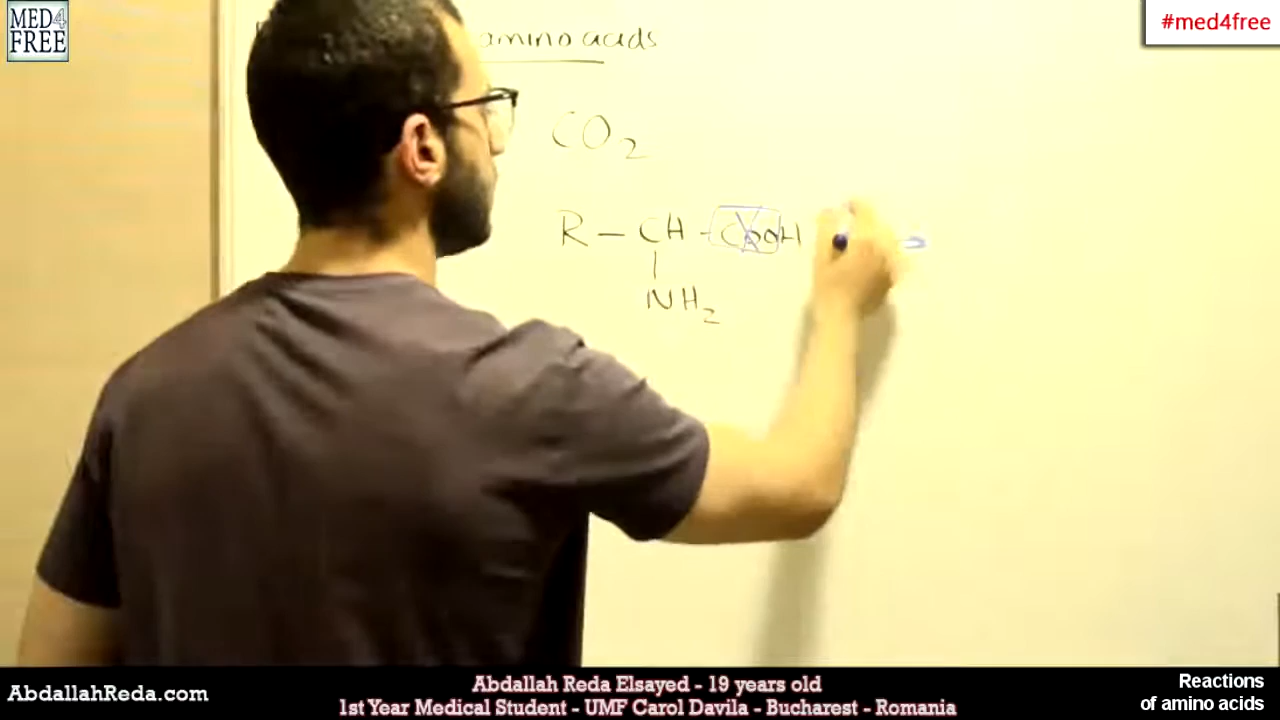 MED4
FREE
#med4free
amino acids
CO2
R - CH - COOH
NH2
AbdallahReda.com
Abdallah Reda Elsayed - 19 years old
1st Year Medical Student - UMF Carol Davila - Bucharest - Romania
Reactions
of amino acids